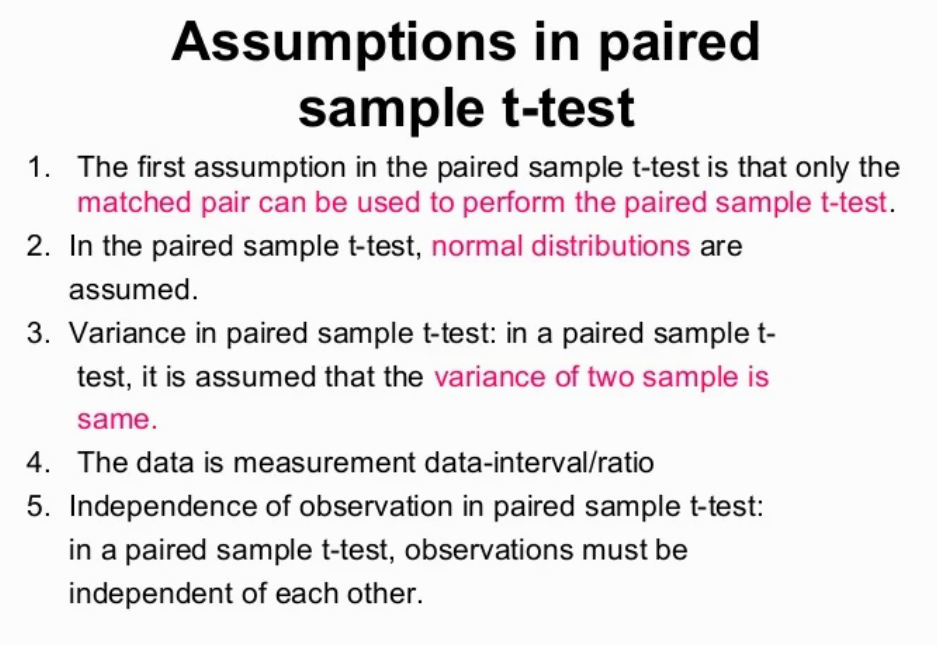 Assumptions in paired
sample t-test
1. The first assumption in the paired sample t-test is that only the
matched pair can be used to perform the paired sample t-test.
2. In the paired sample t-test, normal distributions are
assumed.
3. Variance in paired sample t-test: in a paired sample t-
test, it is assumed that the variance of two sample is
same.
4. The data is measurement data-interval/ratio
5. Independence of observation in paired sample t-test:
in a paired sample t-test, observations must be
independent of each other.